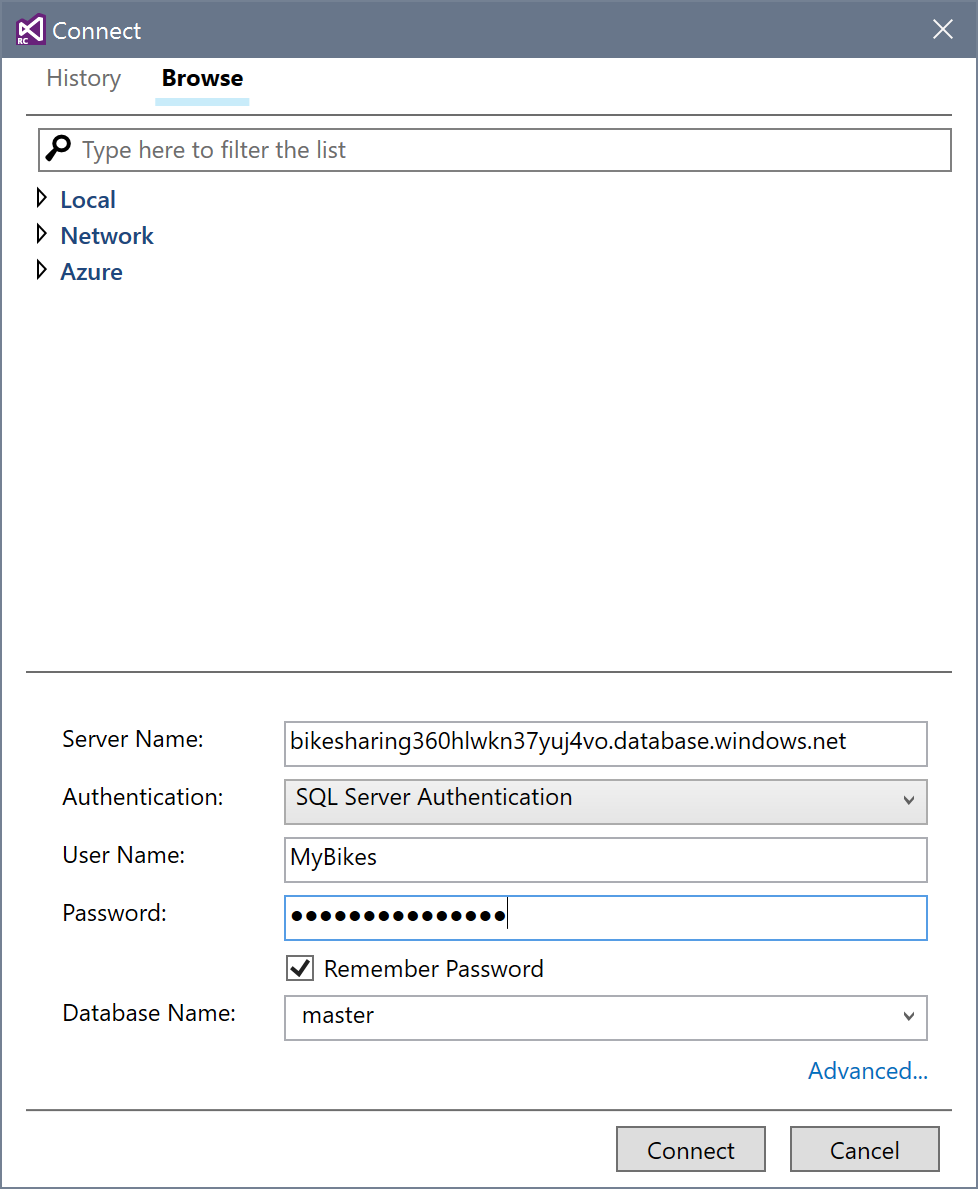 RC Connect
History Browse
Type here to filter the list
Local
Network
Azure
Server Name: bikesharing360hlwkn37yuj4vo.database.windows.net
Authentication: SQL Server Authentication
User Name: MyBikes
Password: ●●●●●●●●●●●●●●●
Remember Password
Database Name: master
Advanced...
Connect Cancel